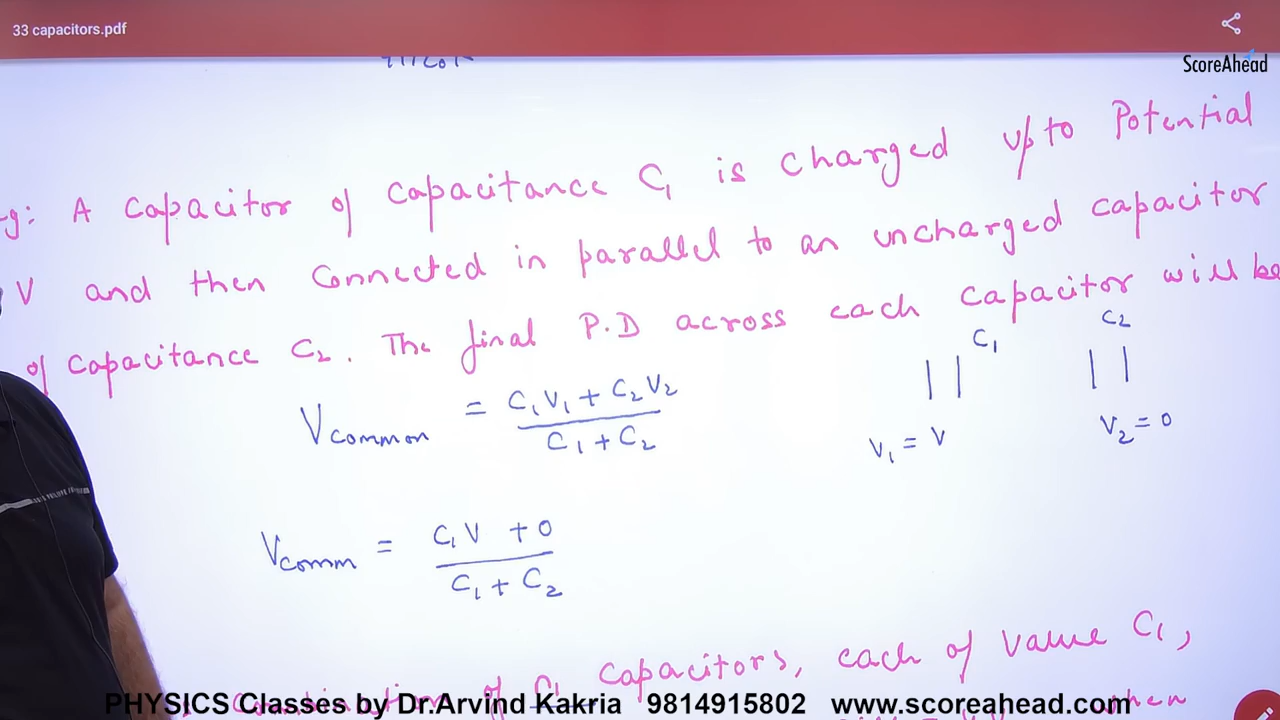 33 capacitors.pdf
ScoreAhead
A capacitor of capacitance C₁ is charged upto Potential
V and then connected in parallel to an uncharged capacitor
of capacitance C₂. The final P.D across each capacitor will be
C₁ C₂
V common = C₁V₁ + C₂V₂ / C₁ + C₂
V₁ = V V₂ = 0
Vcomm = C₁V + 0 / C₁ + C₂
capacitors, each of value C₁,
PHYSICS Classes by Dr.Arvind Kakria 9814915802 www.scoreahead.com
then